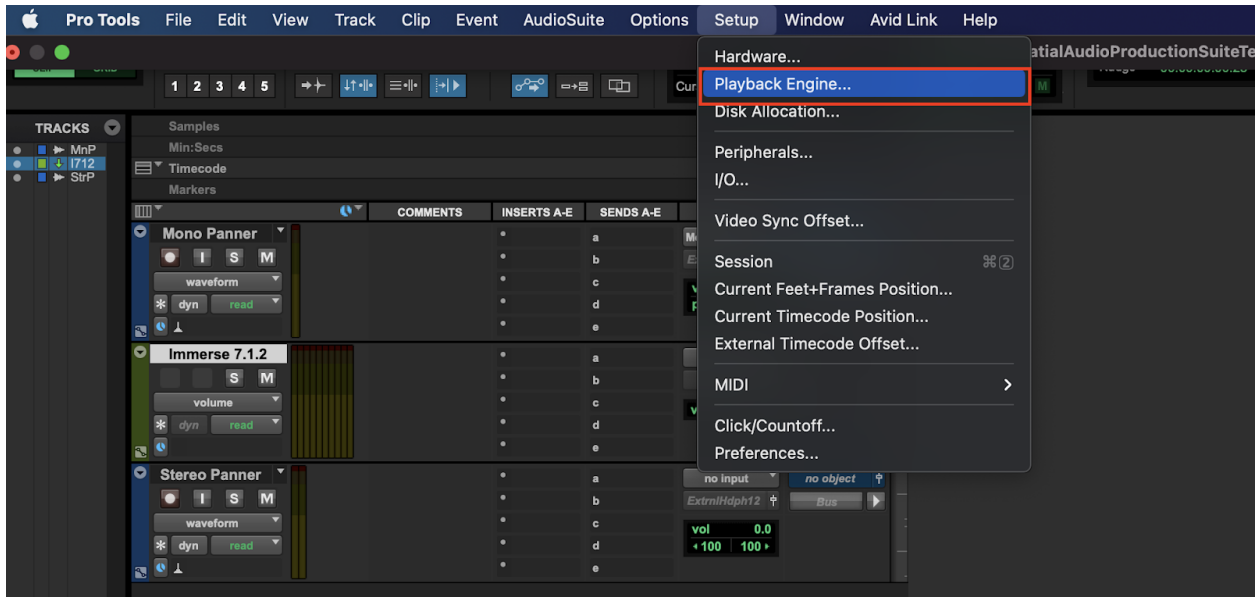 Pro Tools File Edit View Track Clip Event AudioSuite Options Setup Window Avid Link Help
atialAudioProductionSuiteTe
1 2 3 4 5
Cur
M
Hardware...
Playback Engine...
Disk Allocation...
Peripherals...
I/O...
Video Sync Offset...
Session ⌘2
Current Feet+Frames Position...
Current Timecode Position...
External Timecode Offset...
MIDI
Click/Countoff...
Preferences...
TRACKS
MnP
I712
StrP
Samples
Min:Secs
Timecode
Markers
COMMENTS INSERTS A-E SENDS A-E
Mono Panner
I S M
waveform
dyn read
a
b
c
d
e
Immerse 7.1.2
S M
volume
dyn read
a
b
c
d
e
Stereo Panner
I S M
waveform
dyn read
a
b
c
d
e
no input no object
ExtrnlHdph12 Bus
vol 0.0
100 100